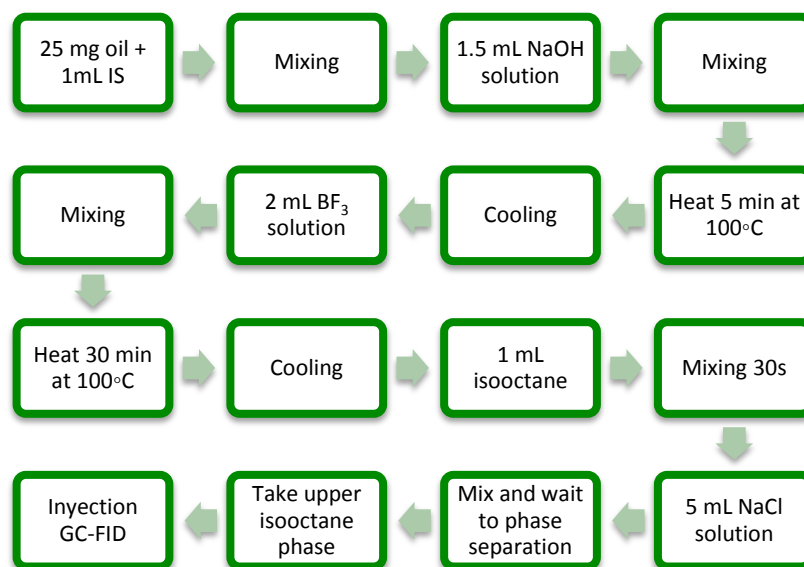 25 mg oil +
1mL IS
Mixing
1.5 mL NaOH
solution
Mixing
Heat 5 min at
100◦C
Cooling
2 mL BF₃
solution
Mixing
Heat 30 min
at 100◦C
Cooling
1 mL
isooctane
Mixing 30s
5 mL NaCl
solution
Mix and wait
to phase
separation
Take upper
isooctane
phase
Inyection
GC-FID